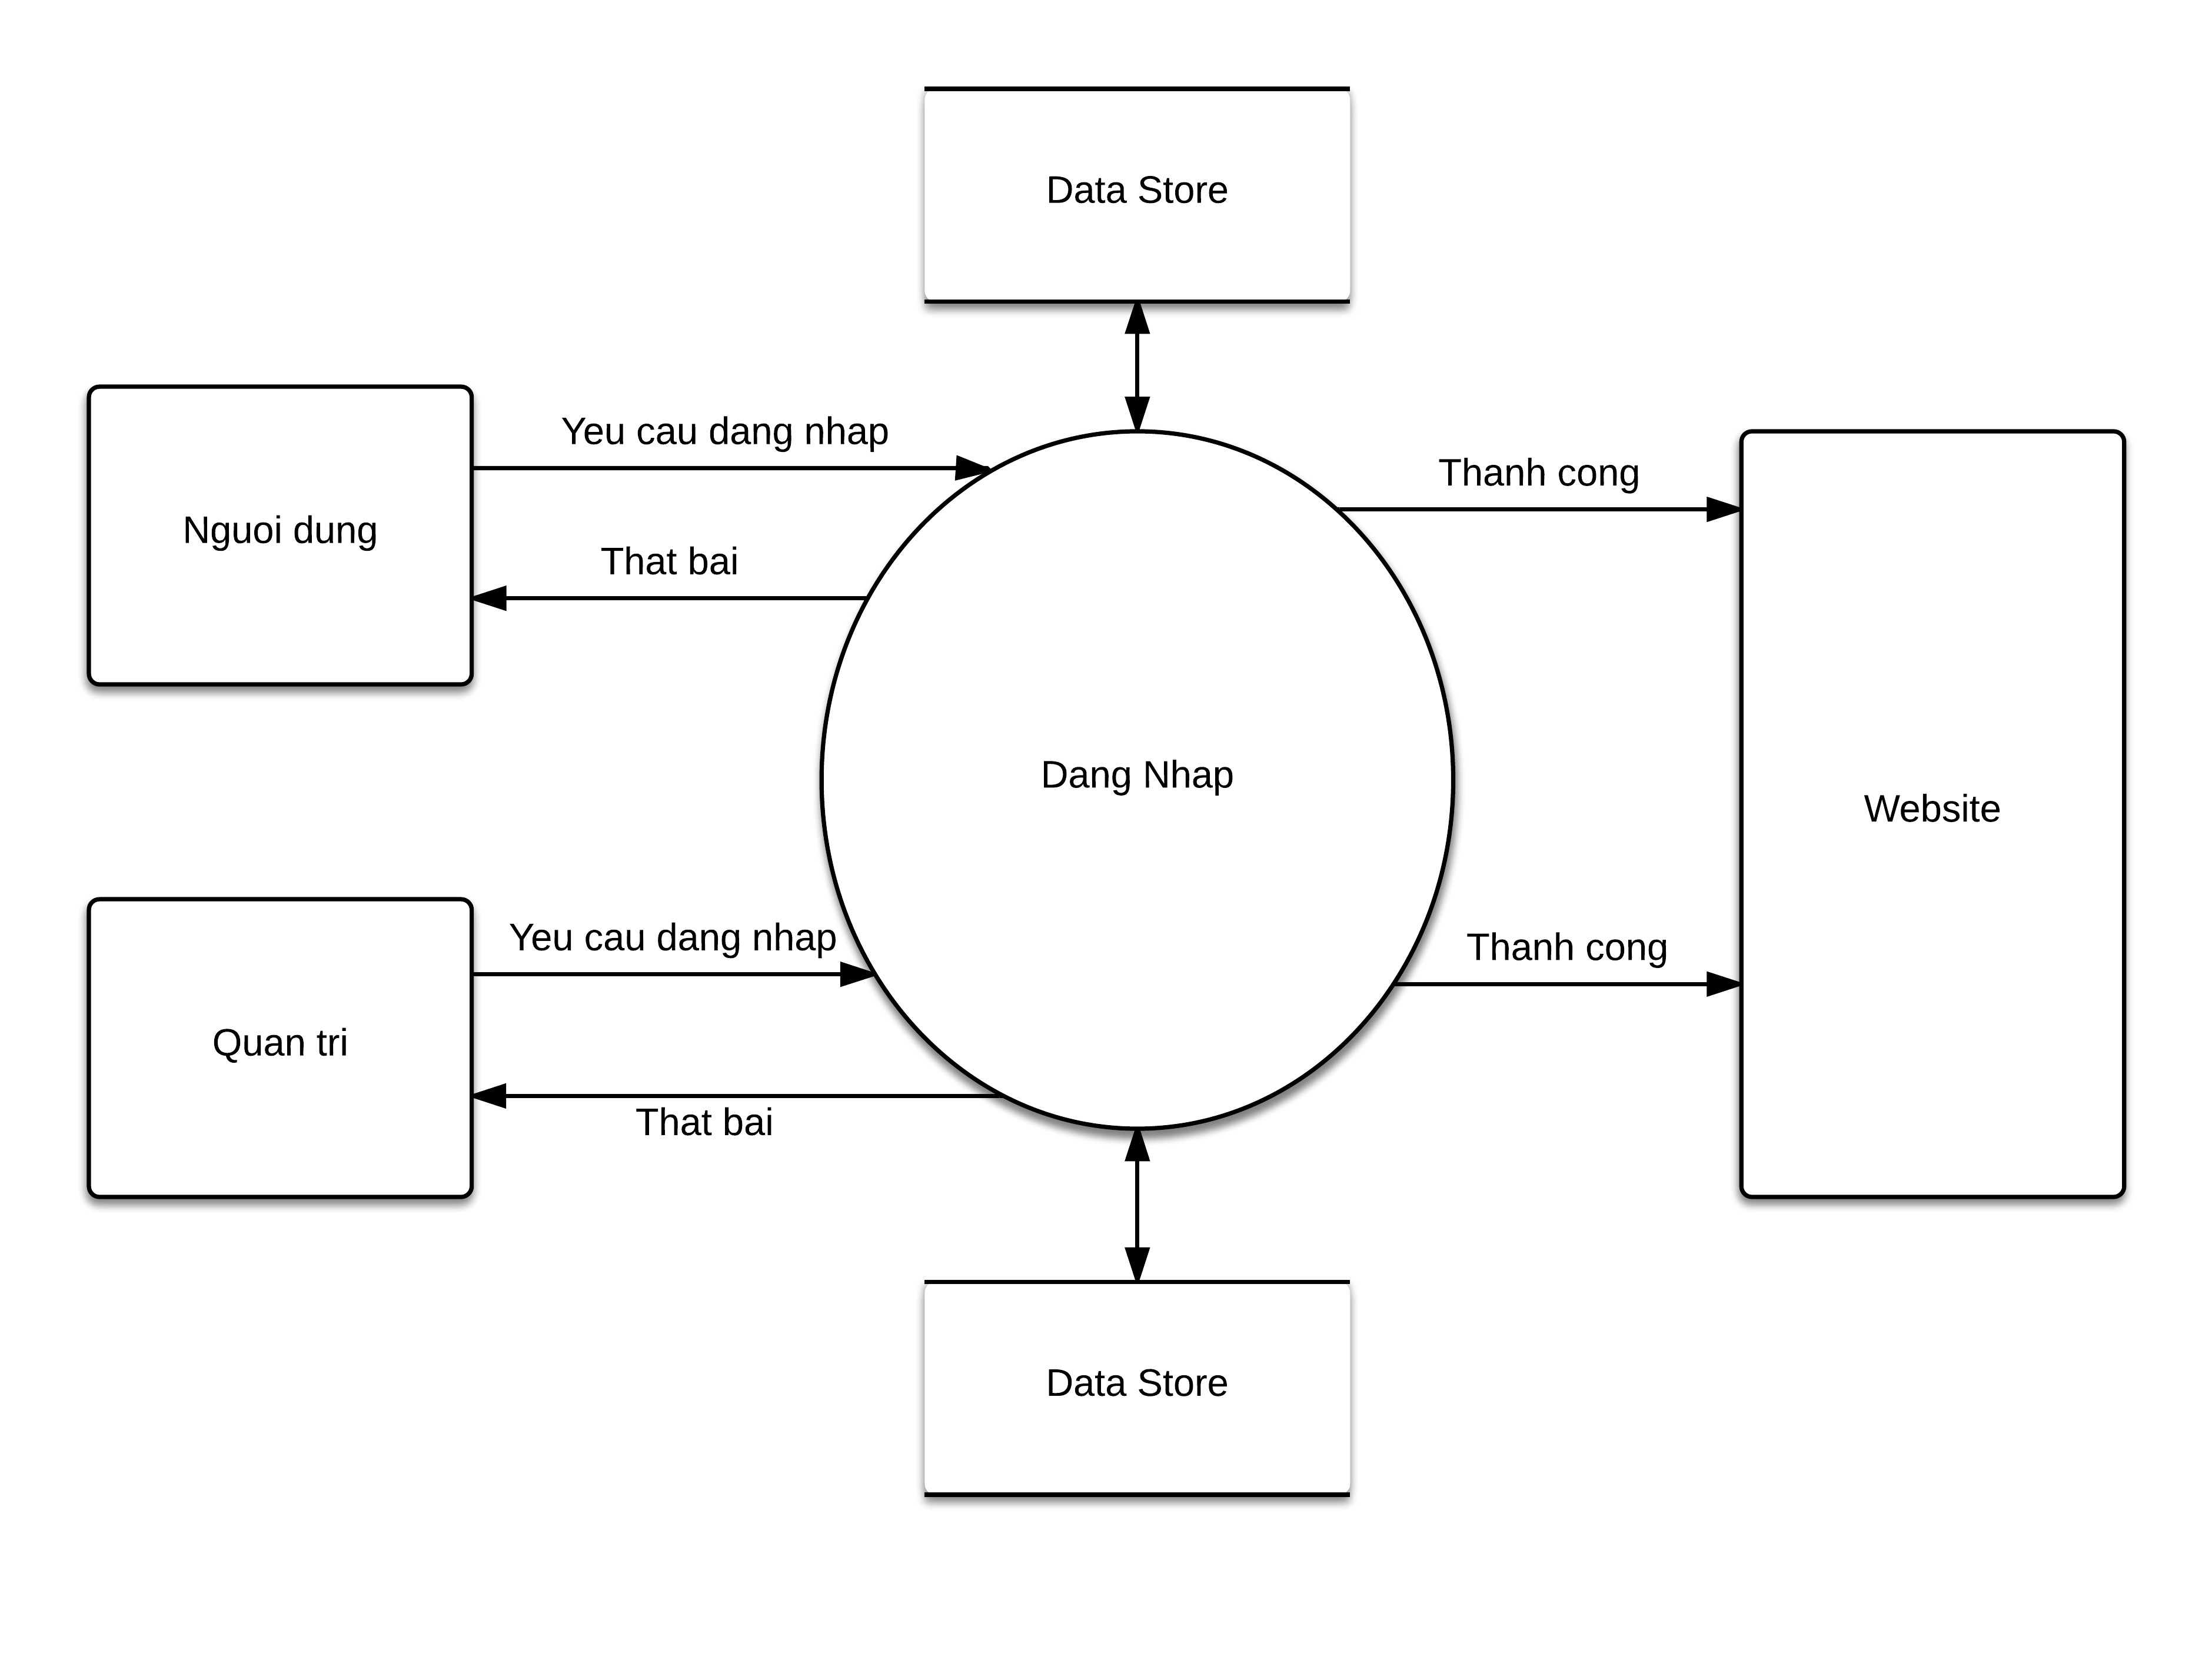 Data Store
Yeu cau dang nhap
Thanh cong
Nguoi dung
That bai
Dang Nhap
Website
Yeu cau dang nhap
Thanh cong
Quan tri
That bai
Data Store